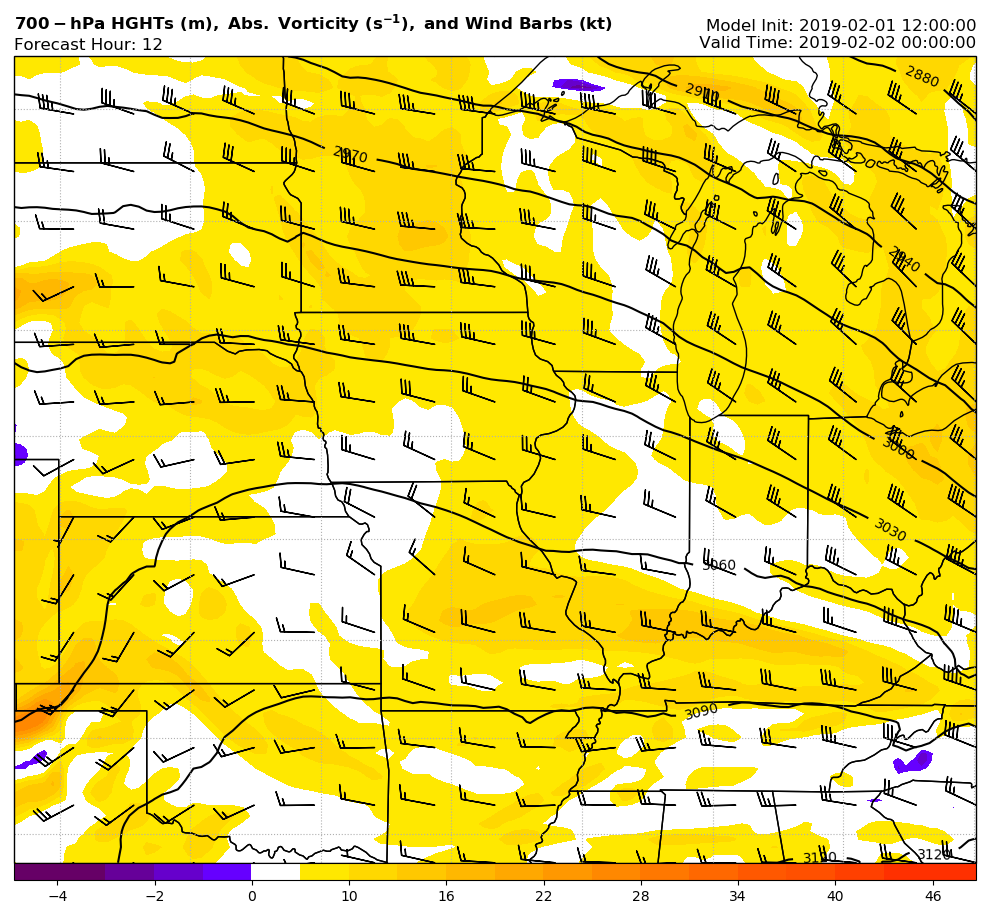 700 − hPa HGHTs (m), Abs. Vorticity (s⁻¹), and Wind Barbs (kt)
Model Init: 2019-02-01 12:00:00
Forecast Hour: 12
Valid Time: 2019-02-02 00:00:00
2880
2910
2970
2940
3000
3030
3060
3090
3120
3120
−4 −2 0 10 16 22 28 34 40 46